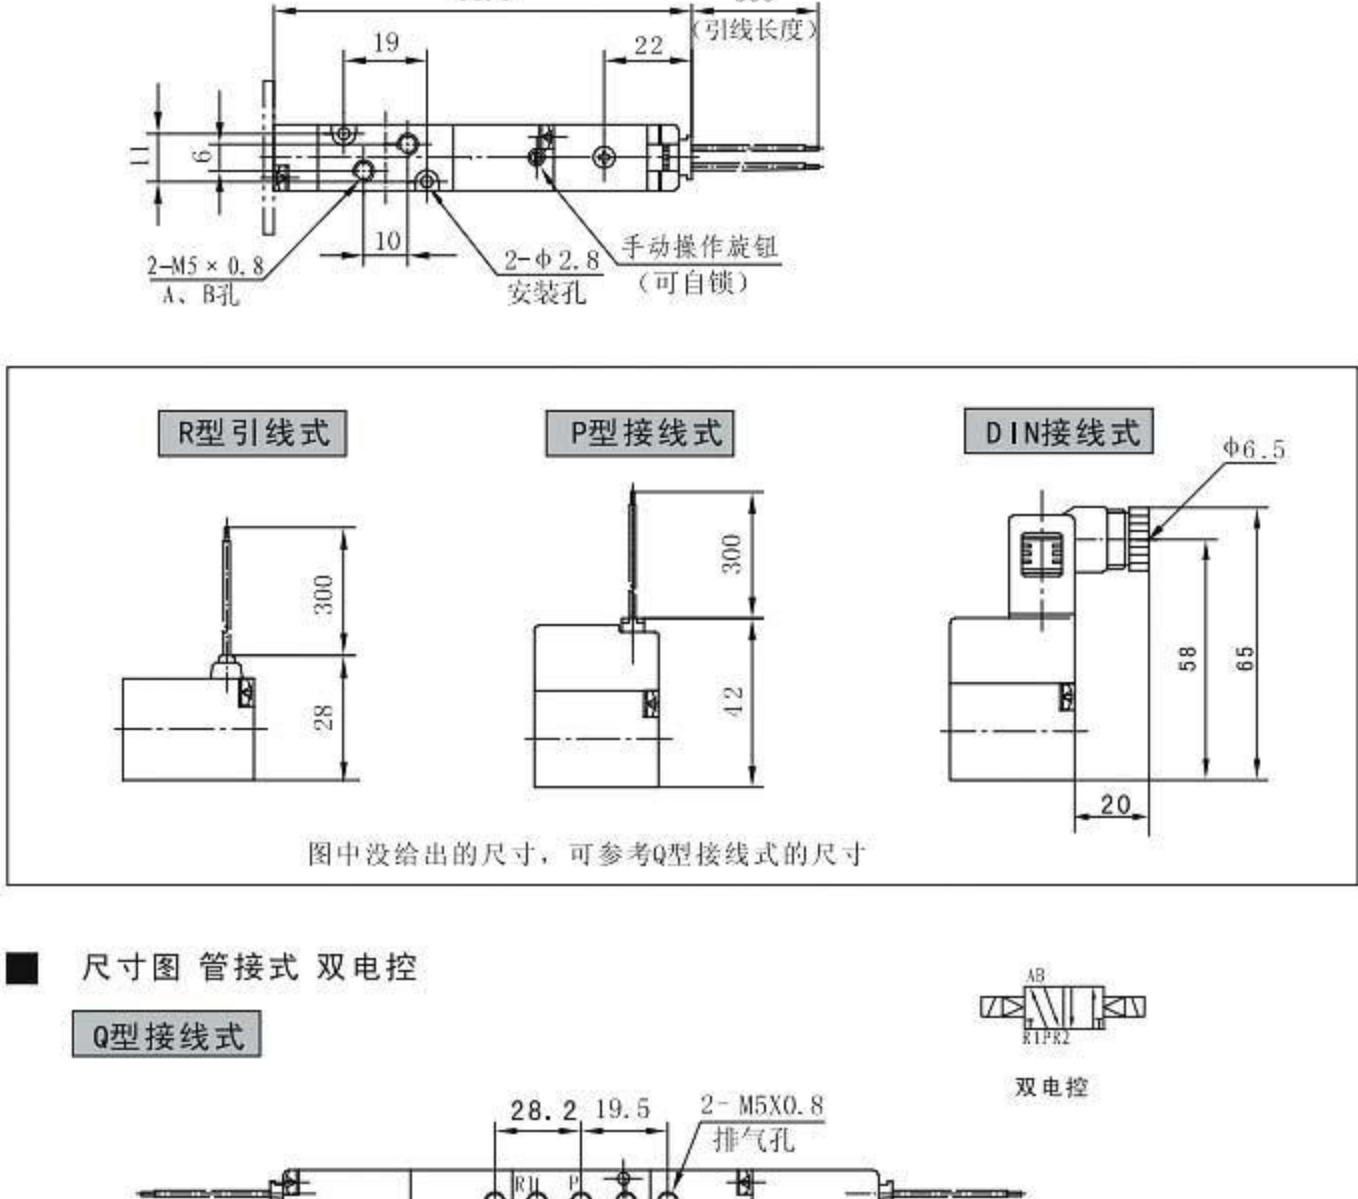 (引线长度)
19
22
11
6
10
手动操作旋钮
(可自锁)
2-M5×0.8
A、B孔
2-φ2.8
安装孔
R型引线式
P型接线式
DIN接线式
φ6.5
300
28
300
42
58
65
20
图中没给出的尺寸，可参考Q型接线式的尺寸
■ 尺寸图 管接式 双电控
Q型接线式
AB
R1PR2
双电控
28.2
19.5
2- M5X0.8
排气孔
P